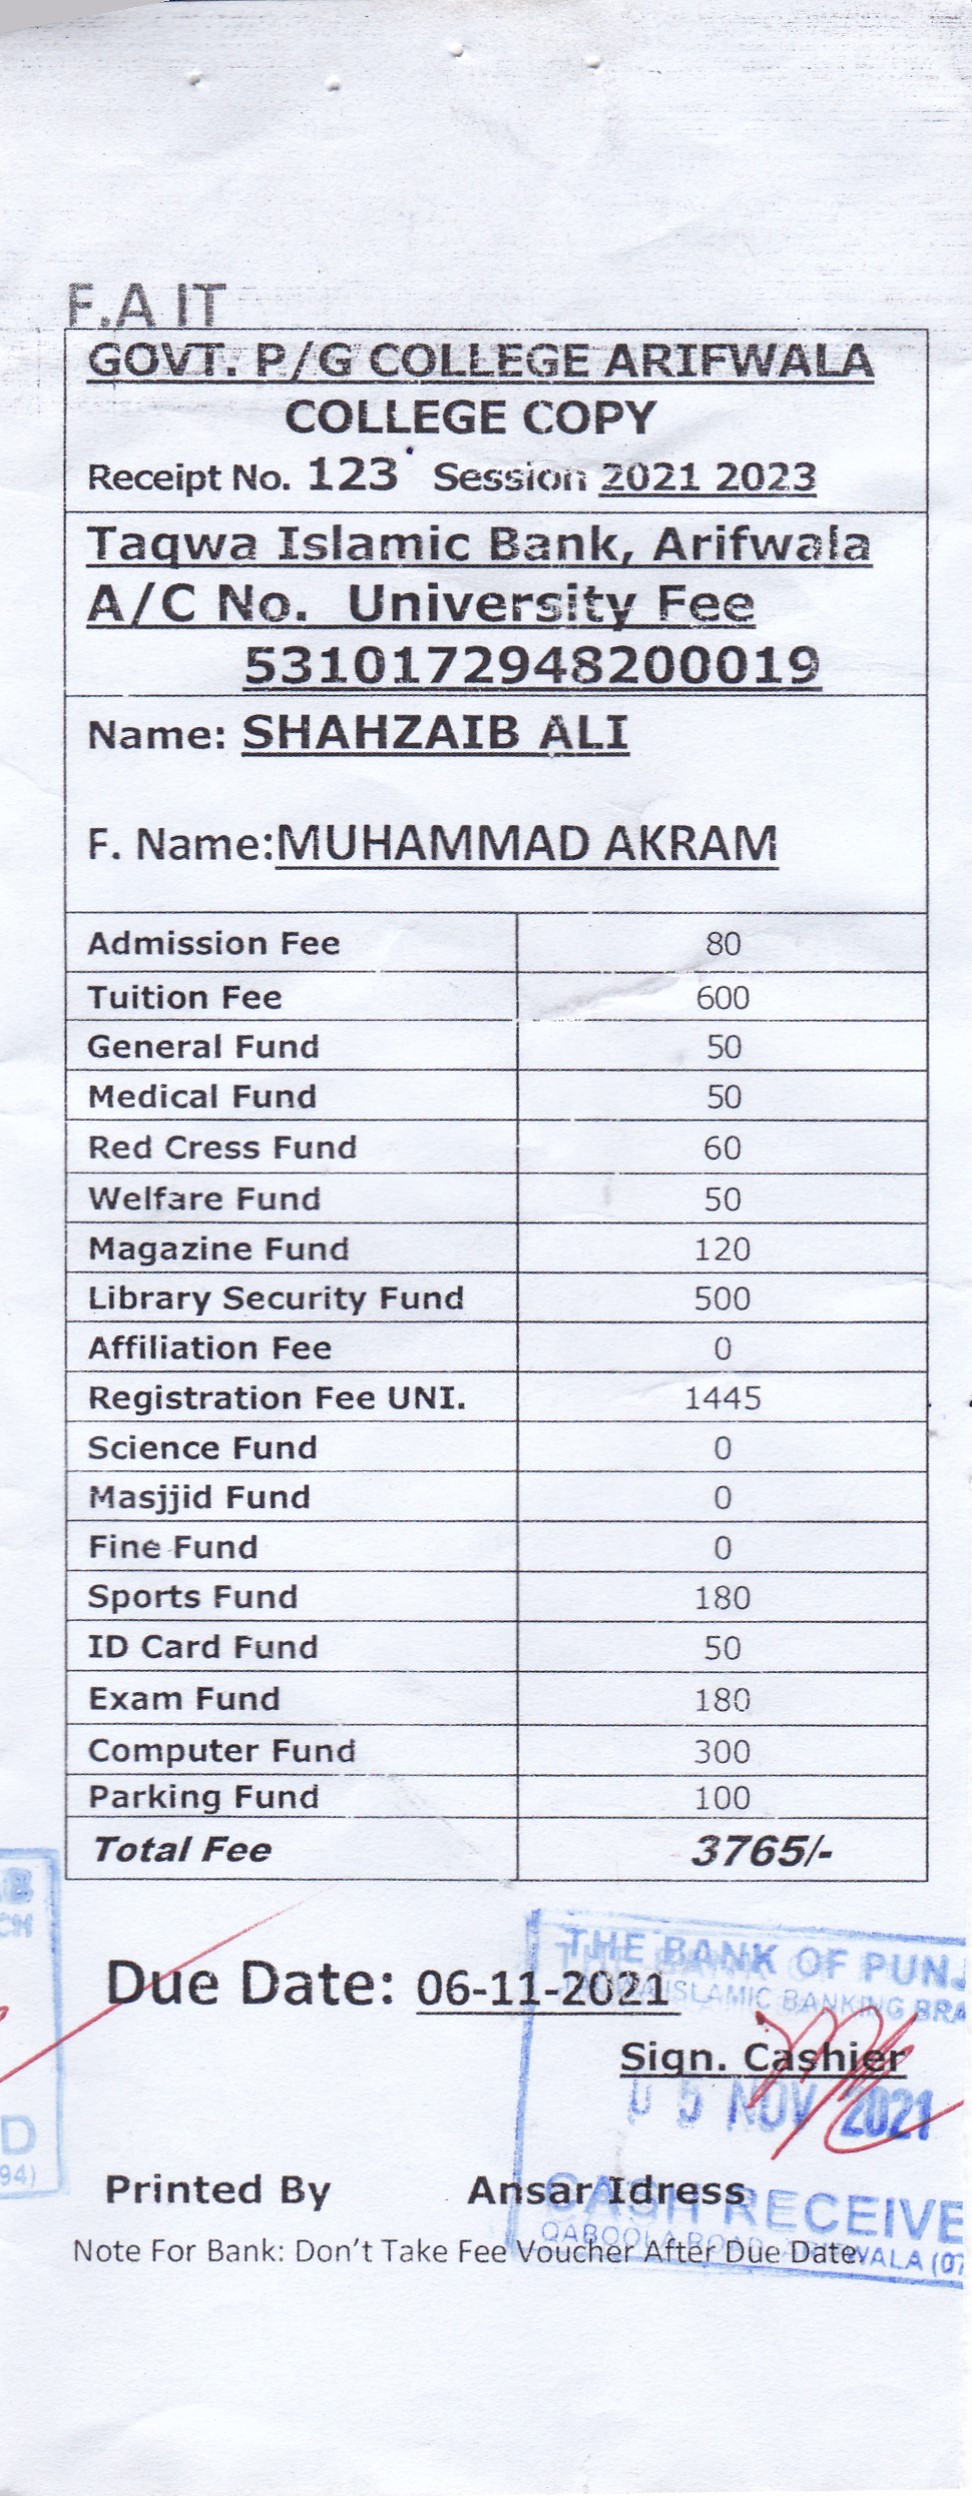 F.A IT
GOVT. P/G COLLEGE ARIFWALA
COLLEGE COPY
Receipt No. 123 Session 2021 2023
Taqwa Islamic Bank, Arifwala
A/C No. University Fee
5310172948200019
Name: SHAHZAIB ALI
F. Name:MUHAMMAD AKRAM
Admission Fee 80
Tuition Fee 600
General Fund 50
Medical Fund 50
Red Cress Fund 60
Welfare Fund 50
Magazine Fund 120
Library Security Fund 500
Affiliation Fee 0
Registration Fee UNI. 1445
Science Fund 0
Masjjid Fund 0
Fine Fund 0
Sports Fund 180
ID Card Fund 50
Exam Fund 180
Computer Fund 300
Parking Fund 100
Total Fee 3765/-
THE BANK OF PUNJ
Due Date: 06-11-2021
ISLAMIC BANKING BRA
Sign. Cashier
05 NOV 2021
Printed By Ansar Idress
CASH RECEIVE
QABOOLA ROAD ARIFWALA (07
Note For Bank: Don't Take Fee Voucher After Due Date.
B
CH
D
94)